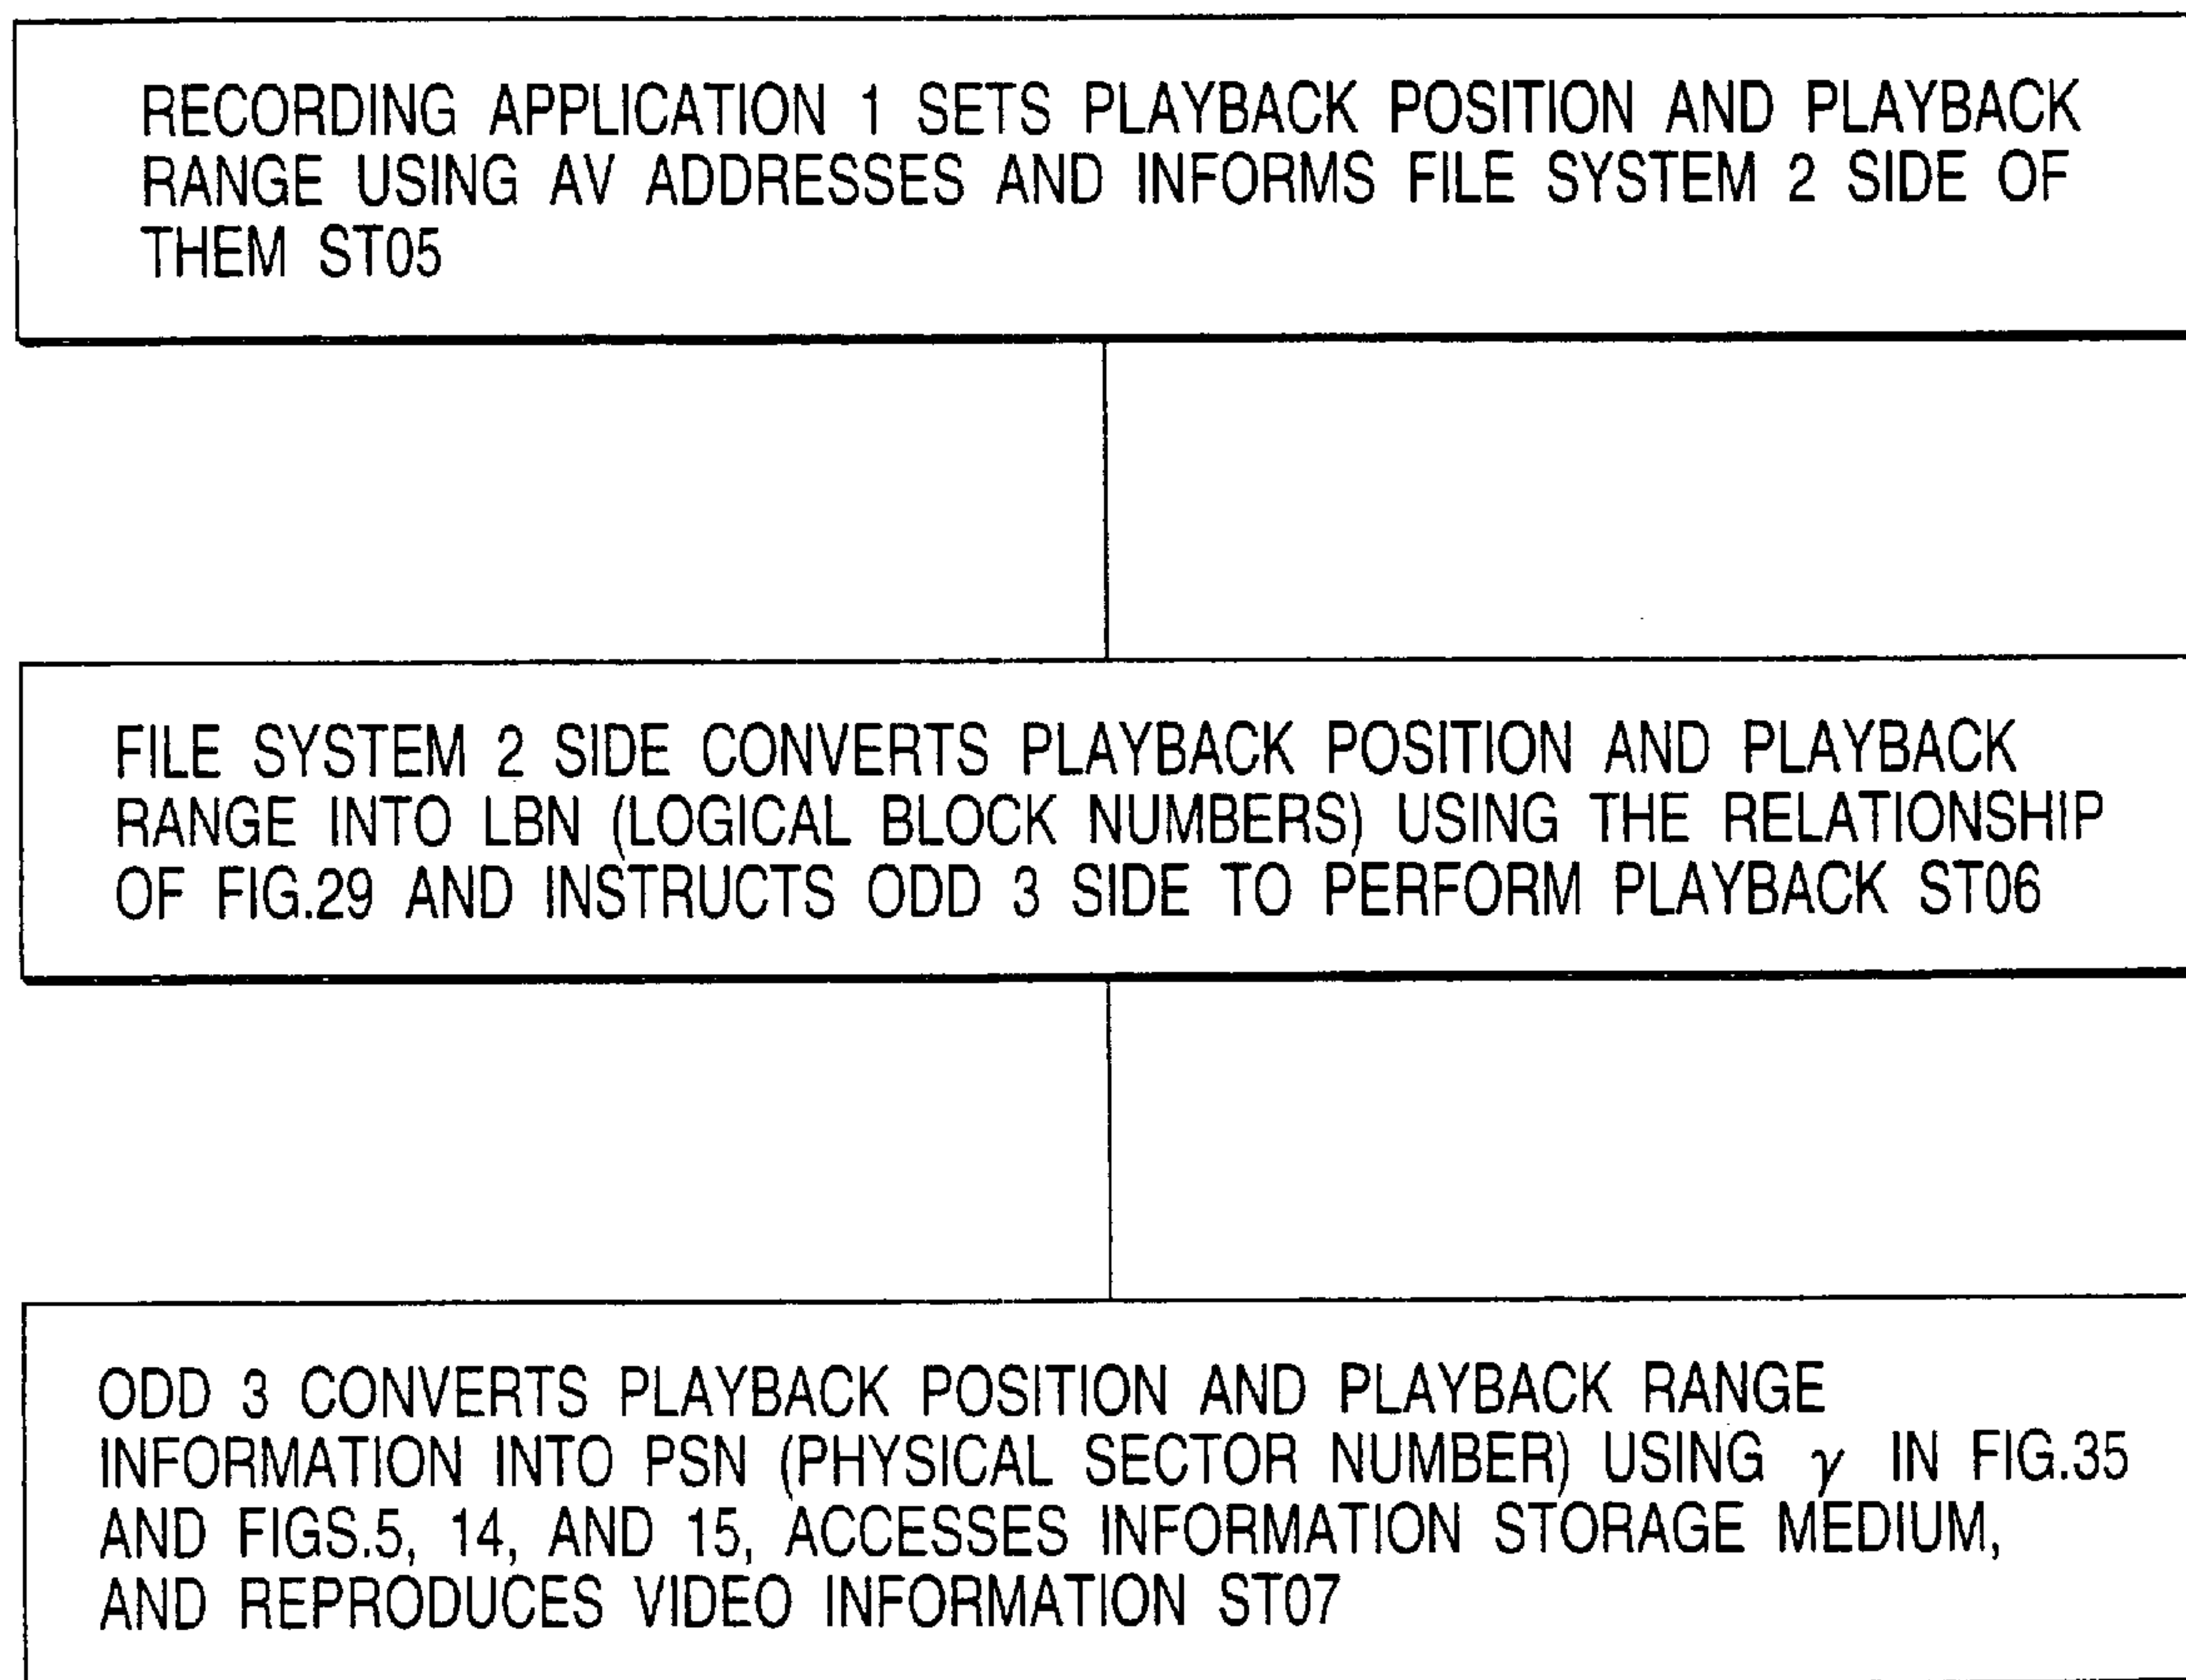 RECORDING APPLICATION 1 SETS PLAYBACK POSITION AND PLAYBACK
RANGE USING AV ADDRESSES AND INFORMS FILE SYSTEM 2 SIDE OF
THEM ST05
FILE SYSTEM 2 SIDE CONVERTS PLAYBACK POSITION AND PLAYBACK
RANGE INTO LBN (LOGICAL BLOCK NUMBERS) USING THE RELATIONSHIP
OF FIG.29 AND INSTRUCTS ODD 3 SIDE TO PERFORM PLAYBACK ST06
ODD 3 CONVERTS PLAYBACK POSITION AND PLAYBACK RANGE
INFORMATION INTO PSN (PHYSICAL SECTOR NUMBER) USING γ IN FIG.35
AND FIGS.5, 14, AND 15, ACCESSES INFORMATION STORAGE MEDIUM,
AND REPRODUCES VIDEO INFORMATION ST07